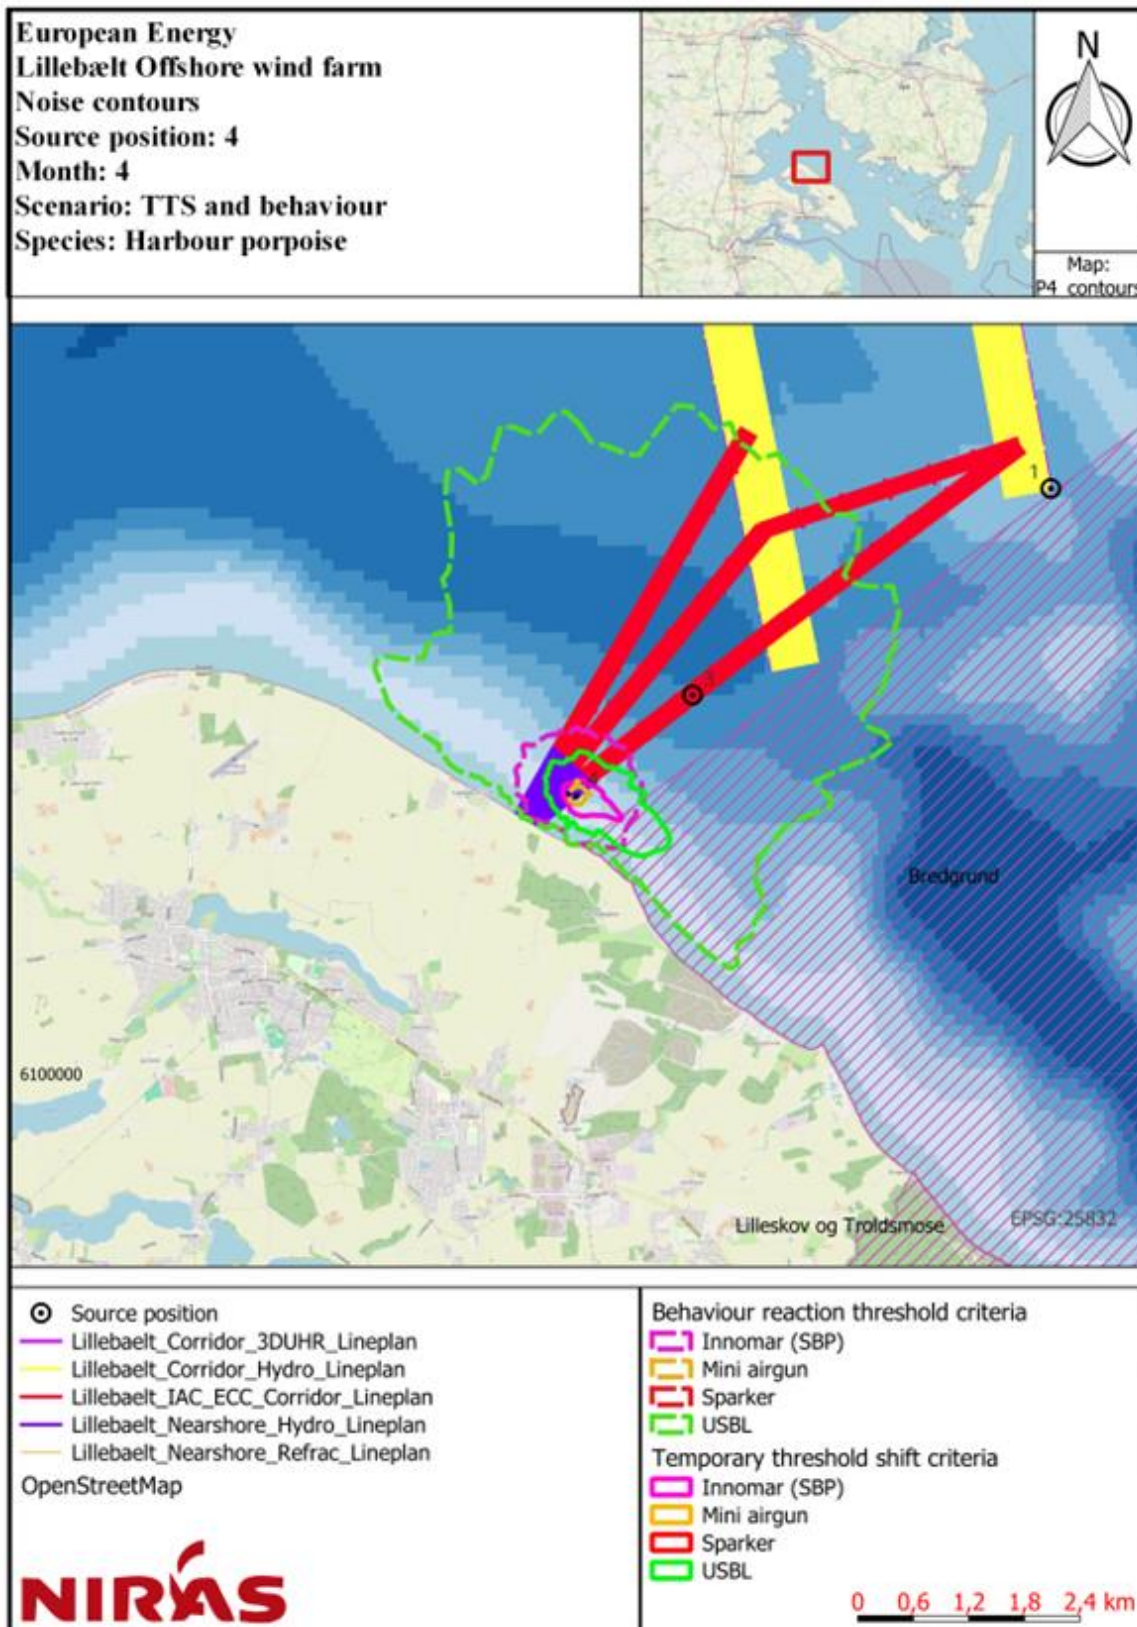 European Energy
Lillebælt Offshore wind farm
Noise contours
Source position: 4
Month: 4
Scenario: TTS and behaviour
Species: Harbour porpoise
N
Map:
P4 contours
1
Bredgrund
6100000
Lilleskov og Troldsmose
EPSG:25832
Source position
Lillebaelt_Corridor_3DUHR_Lineplan
Lillebaelt_Corridor_Hydro_Lineplan
Lillebaelt_IAC_ECC_Corridor_Lineplan
Lillebaelt_Nearshore_Hydro_Lineplan
Lillebaelt_Nearshore_Refrac_Lineplan
OpenStreetMap
NIRAS
Behaviour reaction threshold criteria
Innomar (SBP)
Mini airgun
Sparker
USBL
Temporary threshold shift criteria
Innomar (SBP)
Mini airgun
Sparker
USBL
0 0,6 1,2 1,8 2,4 km